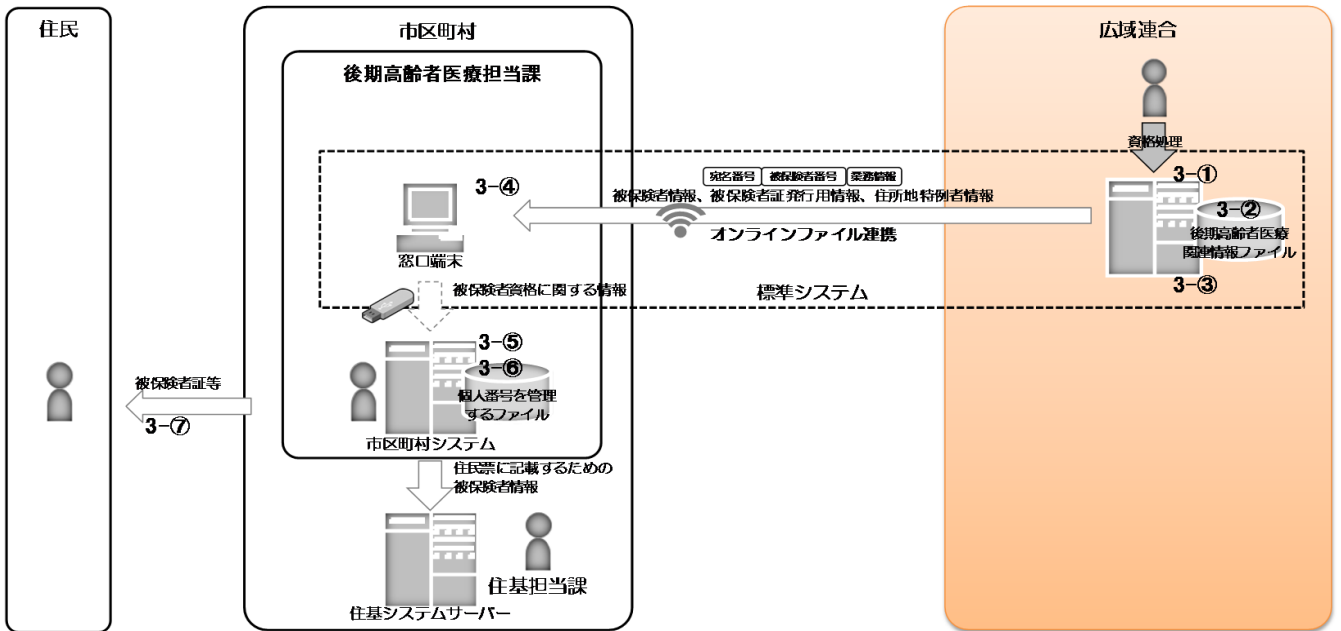 住民
市区町村
広域連合
後期高齢者医療担当課
資格処理
宛名番号 被保険者番号 業務情報
被保険者情報、被保険者証発行用情報、住所地特例者情報
オンラインファイル連携
3-①
3-②
後期高齢者医療
関連情報ファイル
3-③
3-④
窓口端末
標準システム
被保険者資格に関する情報
3-⑤
3-⑥
個人番号を管理
するファイル
市区町村システム
被保険者証等
3-⑦
住民票に記載するための
被保険者情報
住基担当課
住基システムサーバー